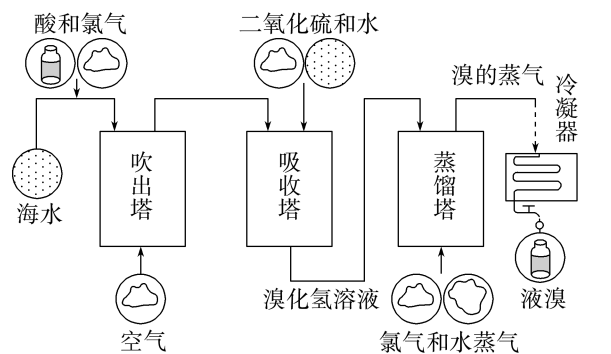 酸和氯气
二氧化硫和水
溴的蒸气
冷凝器
吹出塔
吸收塔
蒸馏塔
海水
溴化氢溶液
液溴
空气
氯气和水蒸气